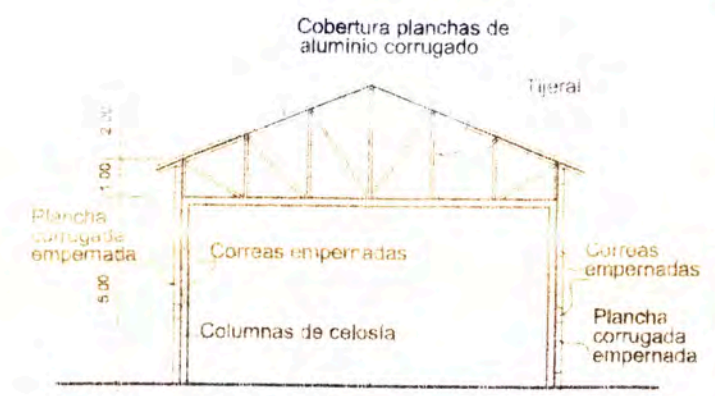 Cobertura planchas de
aluminio corrugado
Tijeral
2.00
1.00
Plancha
corrugada
empernada
5.00
Correas empernadas
Columnas de celosía
Correas
empernadas
Plancha
corrugada
empernada